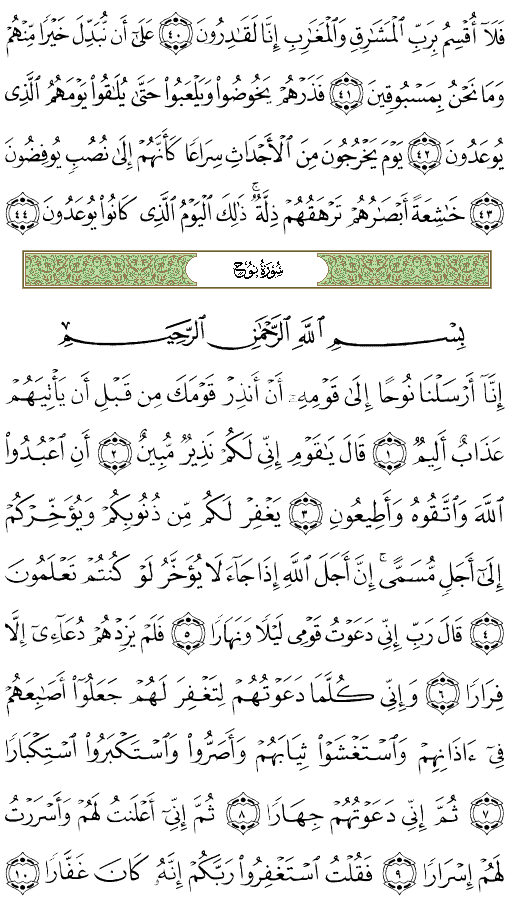 فَلَآ أُقۡسِمُ بِرَبِّ ٱلۡمَشَٰرِقِ وَٱلۡمَغَٰرِبِ إِنَّا لَقَٰدِرُونَ ٤٠ عَلَىٰٓ أَن نُّبَدِّلَ خَيۡرٗا مِّنۡهُمۡ
وَمَا نَحۡنُ بِمَسۡبُوقِينَ ٤١ فَذَرۡهُمۡ يَخُوضُواْ وَيَلۡعَبُواْ حَتَّىٰ يُلَٰقُواْ يَوۡمَهُمُ ٱلَّذِي
يُوعَدُونَ ٤٢ يَوۡمَ يَخۡرُجُونَ مِنَ ٱلۡأَجۡدَاثِ سِرَاعٗا كَأَنَّهُمۡ إِلَىٰ نُصُبٖ يُوفِضُونَ
٤٣ خَٰشِعَةً أَبۡصَٰرُهُمۡ تَرۡهَقُهُمۡ ذِلَّةٞۚ ذَٰلِكَ ٱلۡيَوۡمُ ٱلَّذِي كَانُواْ يُوعَدُونَ ٤٤
سُورَةُ نُوحٍ
بِسۡمِ ٱللَّهِ ٱلرَّحۡمَٰنِ ٱلرَّحِيمِ
إِنَّآ أَرۡسَلۡنَا نُوحًا إِلَىٰ قَوۡمِهِۦٓ أَنۡ أَنذِرۡ قَوۡمَكَ مِن قَبۡلِ أَن يَأۡتِيَهُمۡ
عَذَابٌ أَلِيمٞ ١ قَالَ يَٰقَوۡمِ إِنِّي لَكُمۡ نَذِيرٞ مُّبِينٌ ٢ أَنِ ٱعۡبُدُواْ
ٱللَّهَ وَٱتَّقُوهُ وَأَطِيعُونِ ٣ يَغۡفِرۡ لَكُم مِّن ذُنُوبِكُمۡ وَيُؤَخِّرۡكُمۡ
إِلَىٰٓ أَجَلٖ مُّسَمًّىۚ إِنَّ أَجَلَ ٱللَّهِ إِذَا جَآءَ لَا يُؤَخَّرُۚ لَوۡ كُنتُمۡ تَعۡلَمُونَ
٤ قَالَ رَبِّ إِنِّي دَعَوۡتُ قَوۡمِي لَيۡلٗا وَنَهَارٗا ٥ فَلَمۡ يَزِدۡهُمۡ دُعَآءِيٓ إِلَّا
فِرَارٗا ٦ وَإِنِّي كُلَّمَا دَعَوۡتُهُمۡ لِتَغۡفِرَ لَهُمۡ جَعَلُوٓاْ أَصَٰبِعَهُمۡ
فِيٓ ءَاذَانِهِمۡ وَٱسۡتَغۡشَوۡاْ ثِيَابَهُمۡ وَأَصَرُّواْ وَٱسۡتَكۡبَرُواْ ٱسۡتِكۡبَارٗا
٧ ثُمَّ إِنِّي دَعَوۡتُهُمۡ جِهَارٗا ٨ ثُمَّ إِنِّيٓ أَعۡلَنتُ لَهُمۡ وَأَسۡرَرۡتُ
لَهُمۡ إِسۡرَارٗا ٩ فَقُلۡتُ ٱسۡتَغۡفِرُواْ رَبَّكُمۡ إِنَّهُۥ كَانَ غَفَّارٗا ١٠